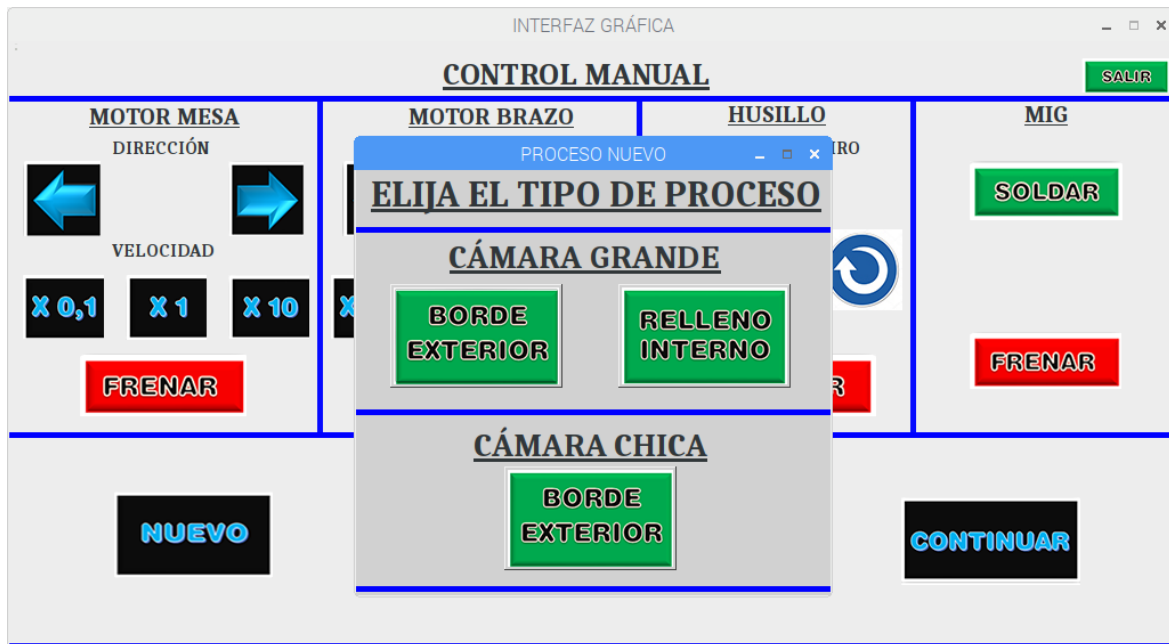 INTERFAZ GRÁFICA
CONTROL MANUAL
SALIR
MOTOR MESA
DIRECCIÓN
VELOCIDAD
X 0,1
X 1
X 10
FRENAR
MOTOR BRAZO
HUSILLO
MIG
SOLDAR
FRENAR
PROCESO NUEVO
ELIJA EL TIPO DE PROCESO
CÁMARA GRANDE
BORDE
EXTERIOR
RELLENO
INTERNO
CÁMARA CHICA
BORDE
EXTERIOR
NUEVO
CONTINUAR